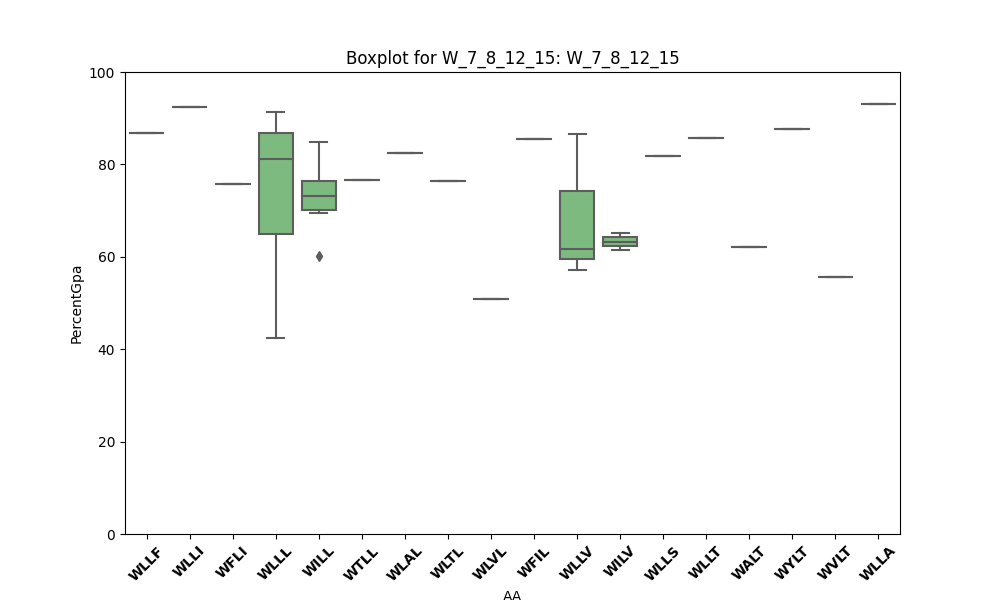 Boxplot for W_7_8_12_15: W_7_8_12_15
100
80
60
40
20
0
PercentGpa
WLLF WLLI WFLI WLLL WILL WTLL WLAL WLTL WLVL WFIL WLLV WILV WLLS WLLT WALT WYLT WVLT WLLA
AA